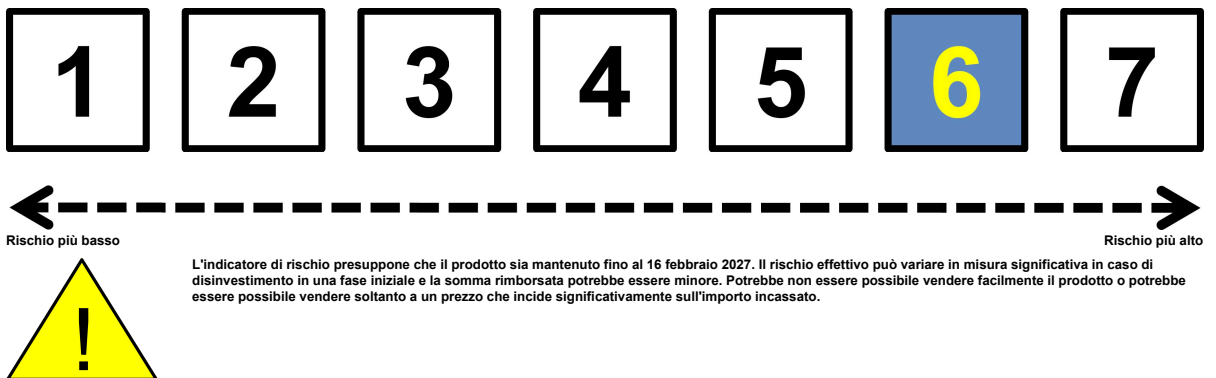 1 2 3 4 5 6 7
Rischio più basso Rischio più alto
L'indicatore di rischio presuppone che il prodotto sia mantenuto fino al 16 febbraio 2027. Il rischio effettivo può variare in misura significativa in caso di
disinvestimento in una fase iniziale e la somma rimborsata potrebbe essere minore. Potrebbe non essere possibile vendere facilmente il prodotto o potrebbe
essere possibile vendere soltanto a un prezzo che incide significativamente sull'importo incassato.
!